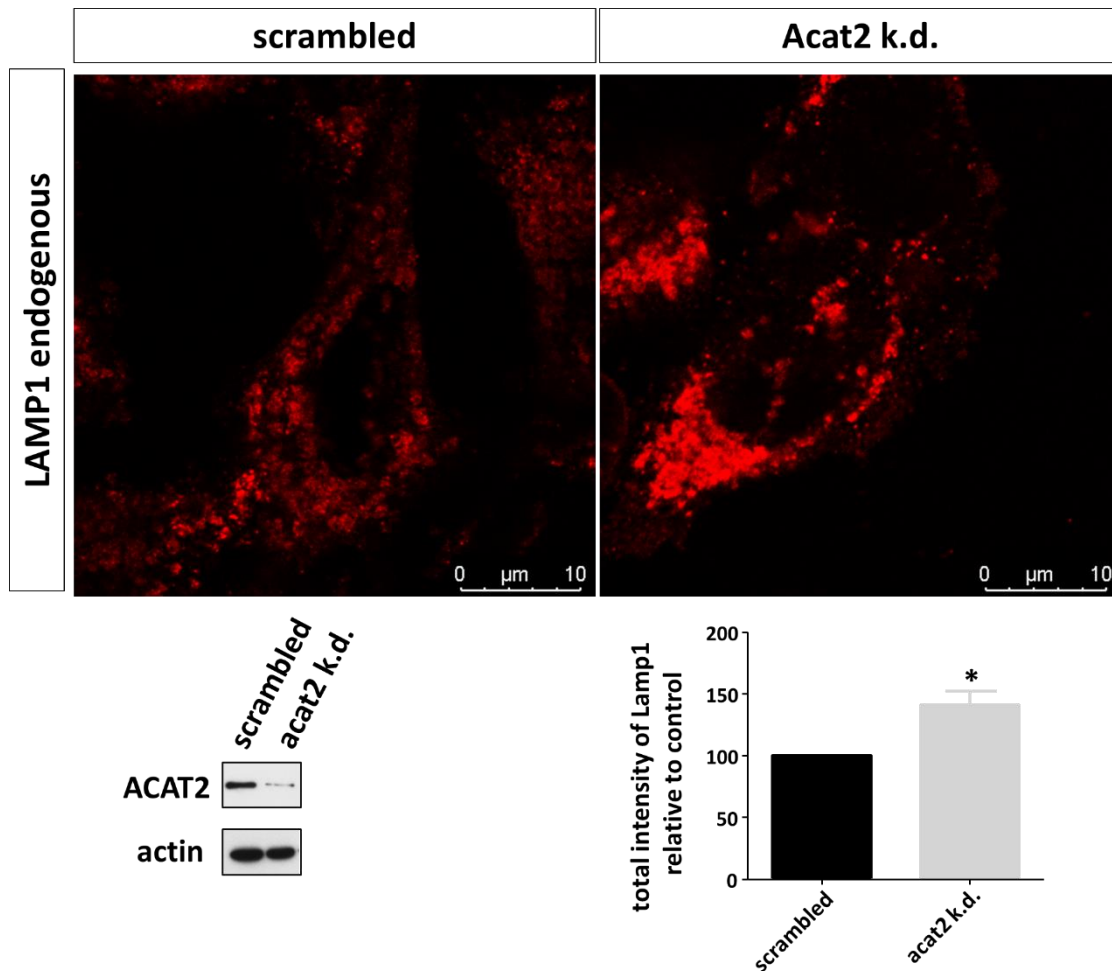 scrambled
Acat2 k.d.
LAMP1 endogenous
0 µm 10
0 µm 10
scrambled
acat2 k.d.
ACAT2
actin
total intensity of Lamp1
relative to control
200
150
100
50
0
*
scrambled
acat2 k.d.